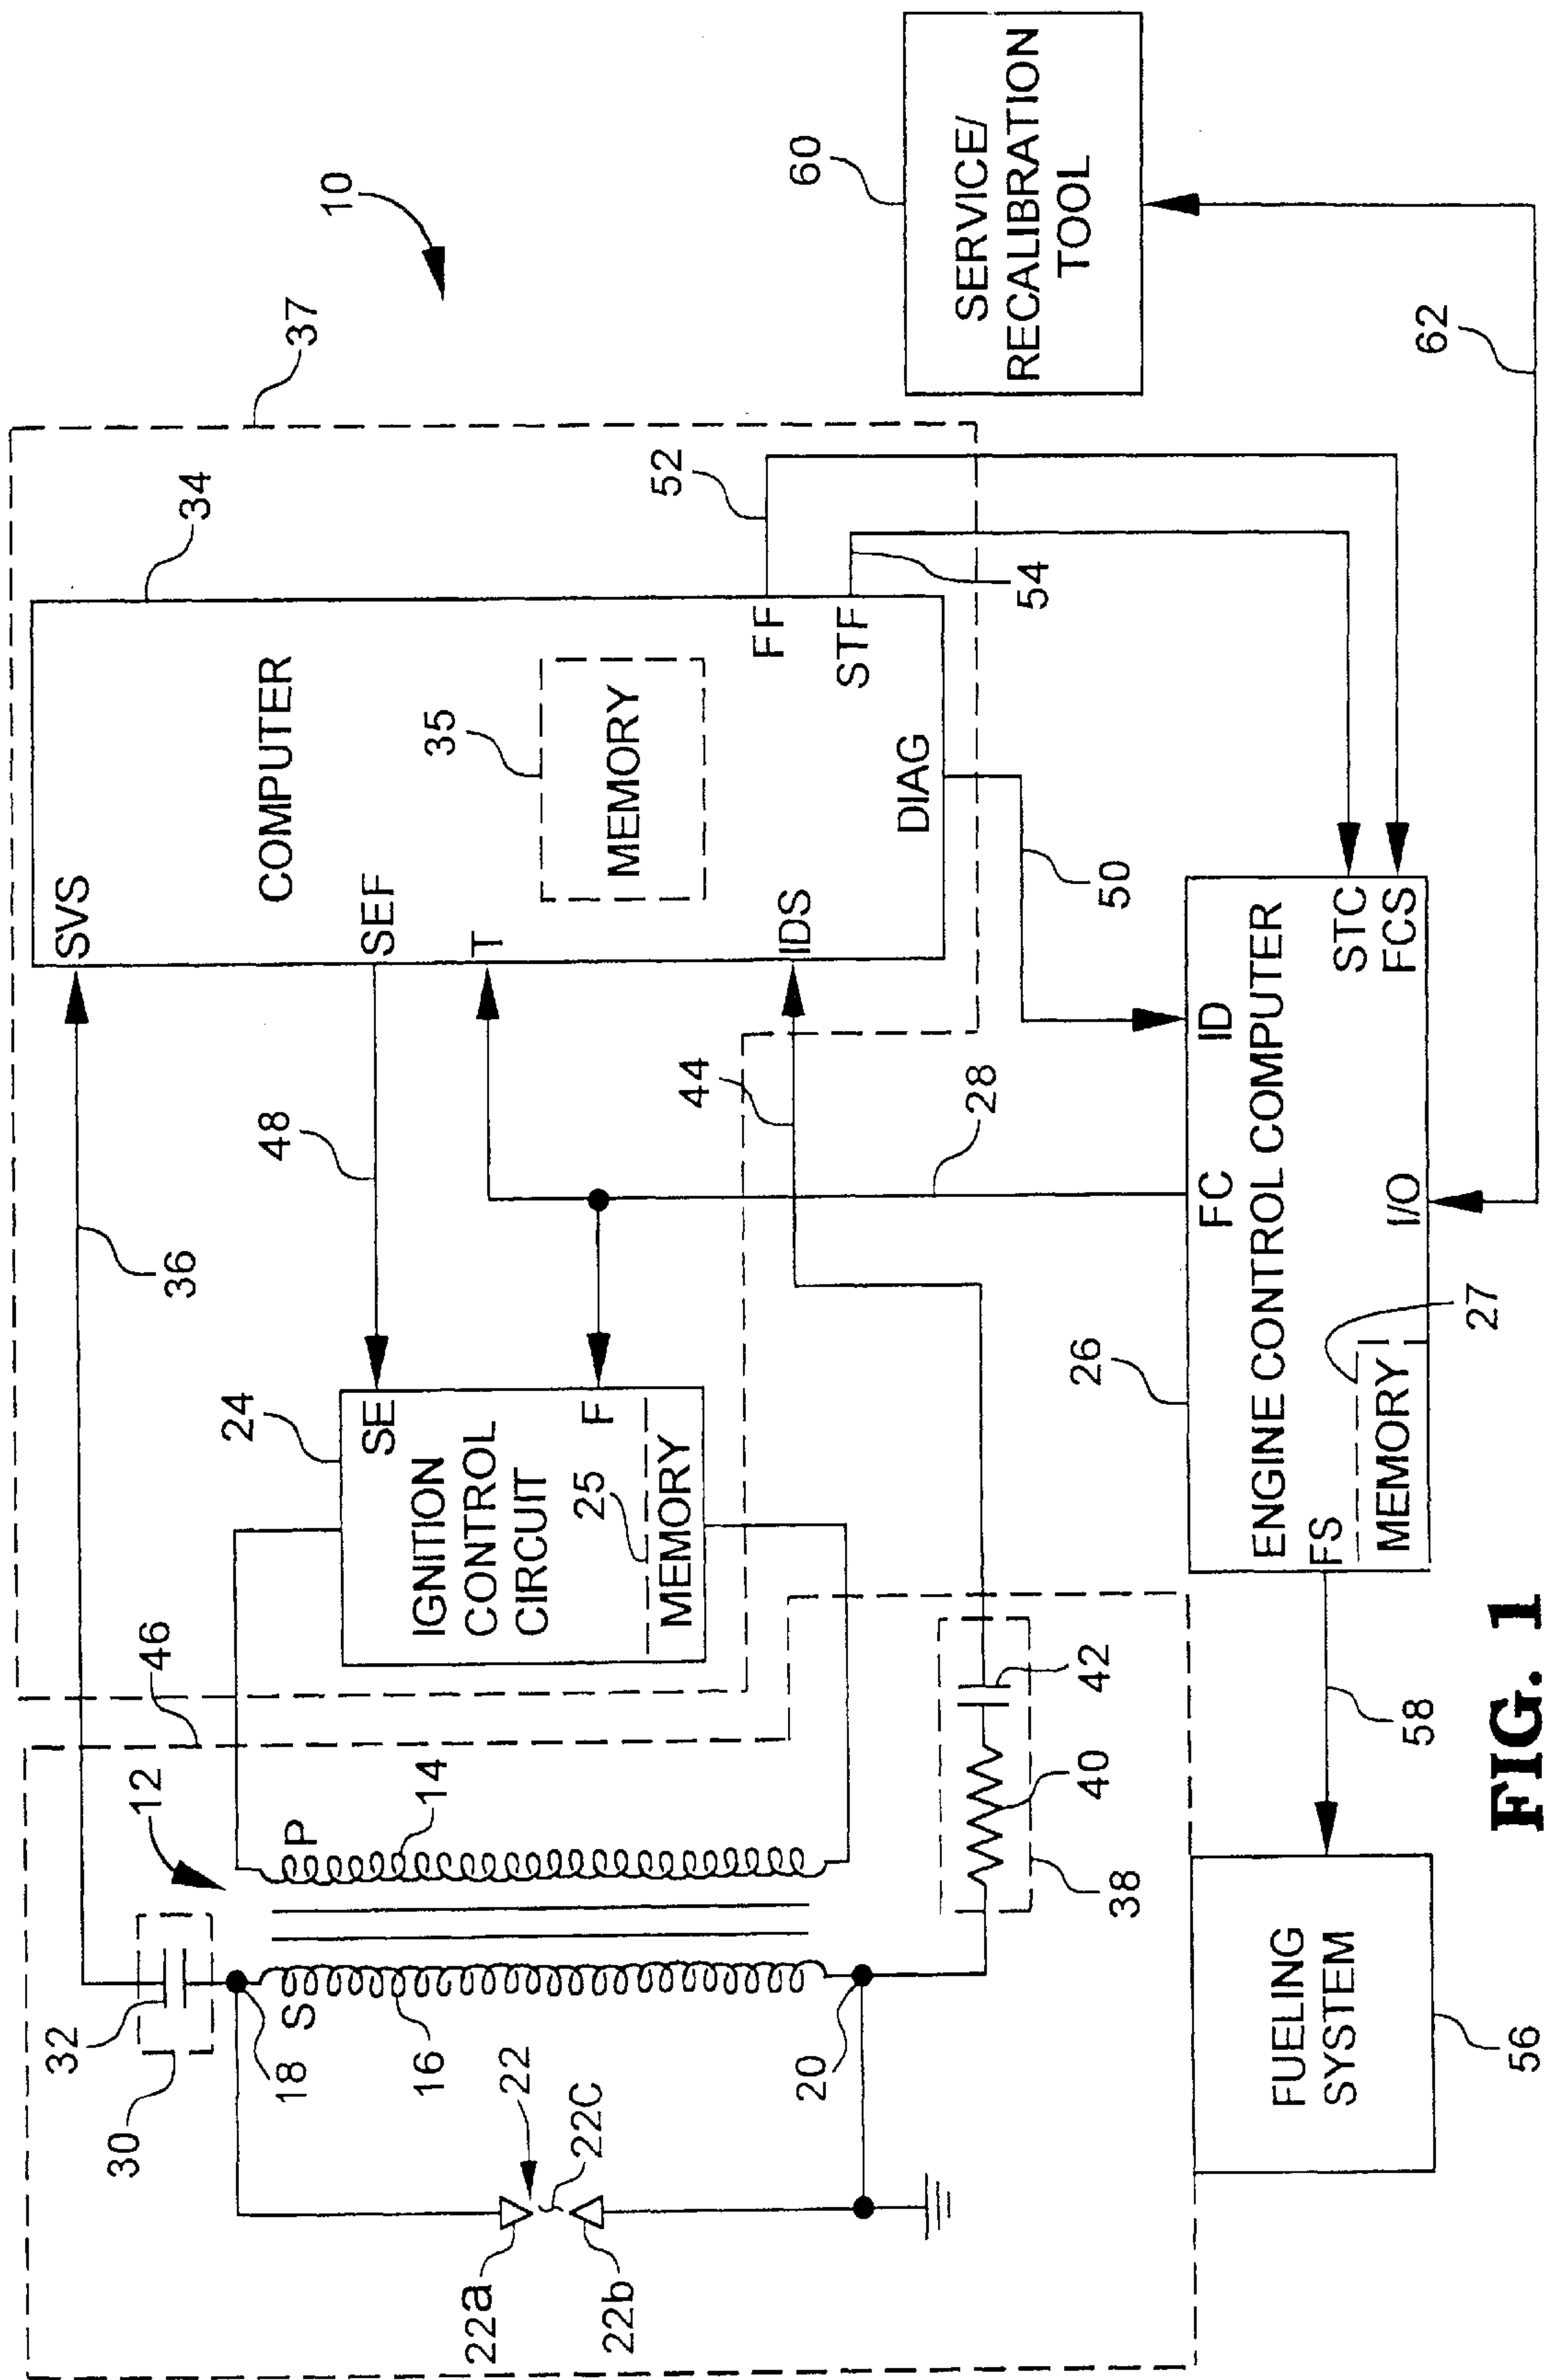 10
37
34
SVS
COMPUTER
SEF
T
35
MEMORY
IDS
FF
STF
DIAG
52
54
50
60
SERVICE/
RECALIBRATION
TOOL
62
36
48
44
28
24
SE
IGNITION
CONTROL
CIRCUIT
F
25
MEMORY
46
12
P
14
S
16
32
30
18
20
22
22a
22b
22C
42
40
38
26
ID
FC
ENGINE CONTROL COMPUTER
STC
FCS
I/O
FS
MEMORY
27
58
FUELING
SYSTEM
56
FIG. 1